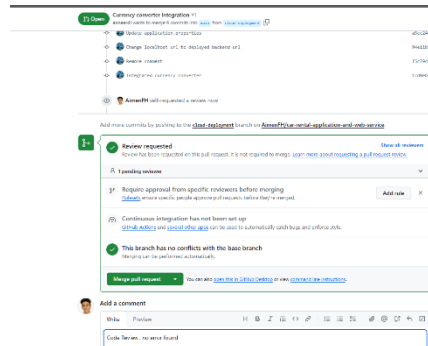 Open
Currency converter integration #1
wants to merge 6 commits into main from cloud-deployment
Update application.properties
Change localhost url to deployed backend url
Remove comment
Integrated currency converter
AimenFH self-requested a review now
Add more commits by pushing to the cloud-deployment branch on AimenFH/car-rental-application-and-web-service.
Review requested
Show all reviewers
Review has been requested on this pull request. It is not required to merge. Learn more about requesting a pull request review.
1 pending reviewer
Require approval from specific reviewers before merging
Rulesets ensure specific people approve pull requests before they're merged.
Add rule
Continuous integration has not been set up
GitHub Actions and several other apps can be used to automatically catch bugs and enforce style.
This branch has no conflicts with the base branch
Merging can be performed automatically.
Merge pull request
You can also open this in GitHub Desktop or view command line instructions.
Add a comment
Write Preview
Code Review.. no error found